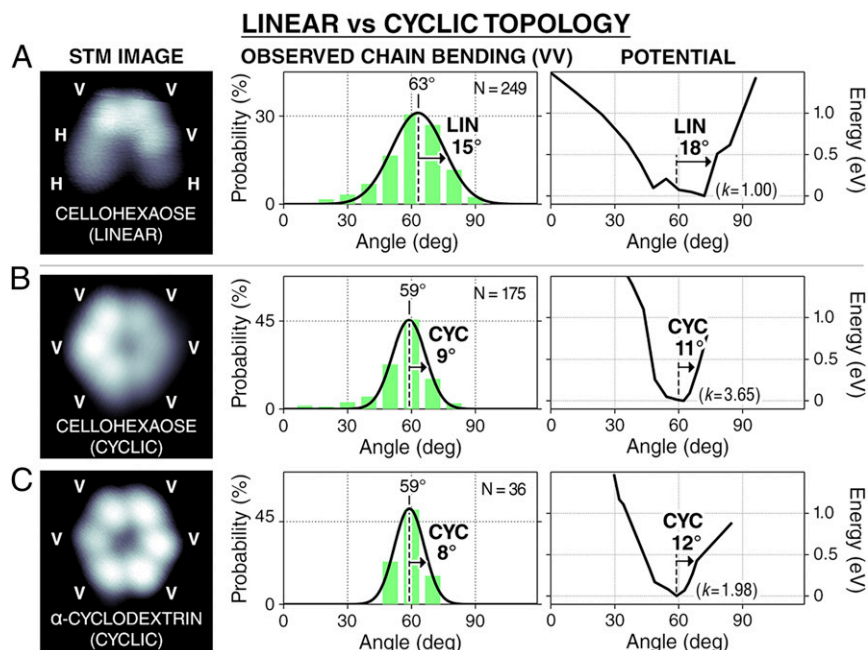 LINEAR vs CYCLIC TOPOLOGY
STM IMAGE
OBSERVED CHAIN BENDING (VV)
POTENTIAL
A
V V
H V
H H
CELLOHEXAOSE
(LINEAR)
Probability (%)
30
0
63°
N = 249
LIN
15°
0 30 60 90
Angle (deg)
LIN
18°
(k=1.00)
1.0
0.5
0
Energy (eV)
0 30 60 90
Angle (deg)
B
V V
V V
V V
CELLOHEXAOSE
(CYCLIC)
Probability (%)
45
0
59°
N = 175
CYC
9°
0 30 60 90
Angle (deg)
CYC
11°
(k=3.65)
1.0
0.5
0
Energy (eV)
0 30 60 90
Angle (deg)
C
V V
V V
V V
α-CYCLODEXTRIN
(CYCLIC)
Probability (%)
45
0
59°
N = 36
CYC
8°
0 30 60 90
Angle (deg)
CYC
12°
(k=1.98)
1.0
0.5
0
Energy (eV)
0 30 60 90
Angle (deg)